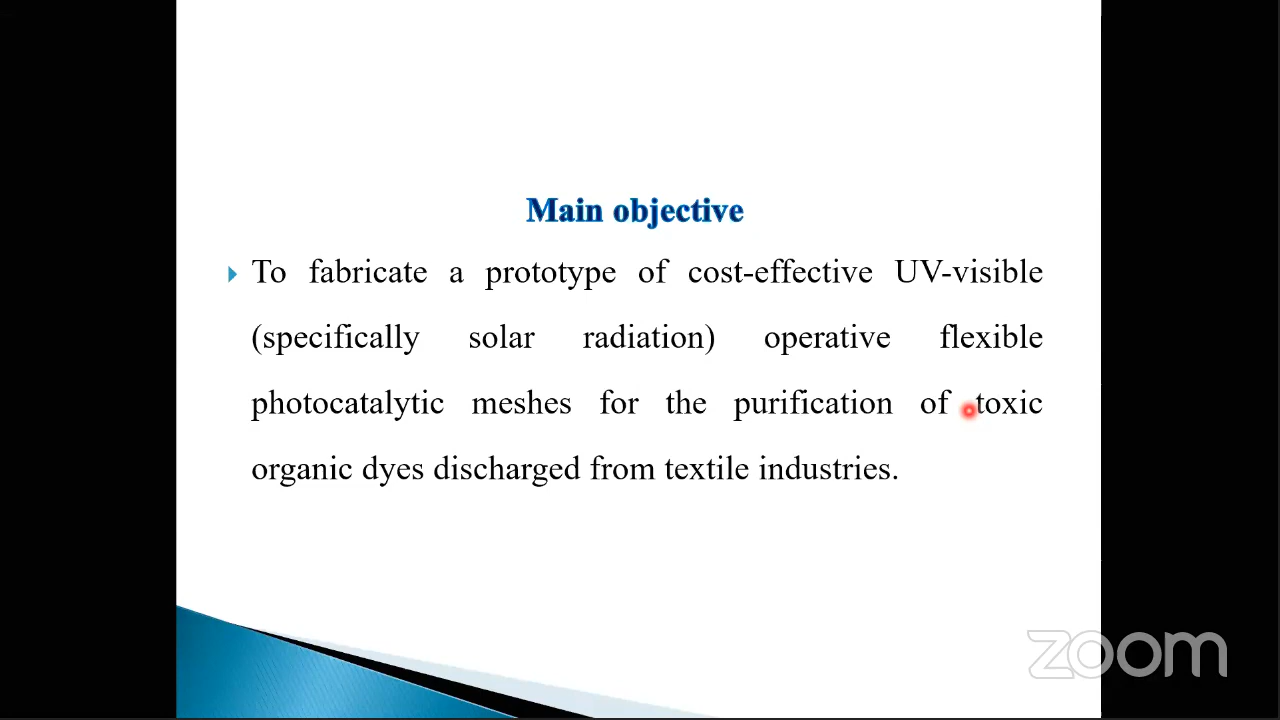 Main objective
To fabricate a prototype of cost-effective UV-visible
(specifically solar radiation) operative flexible
photocatalytic meshes for the purification of toxic
organic dyes discharged from textile industries.
zoom